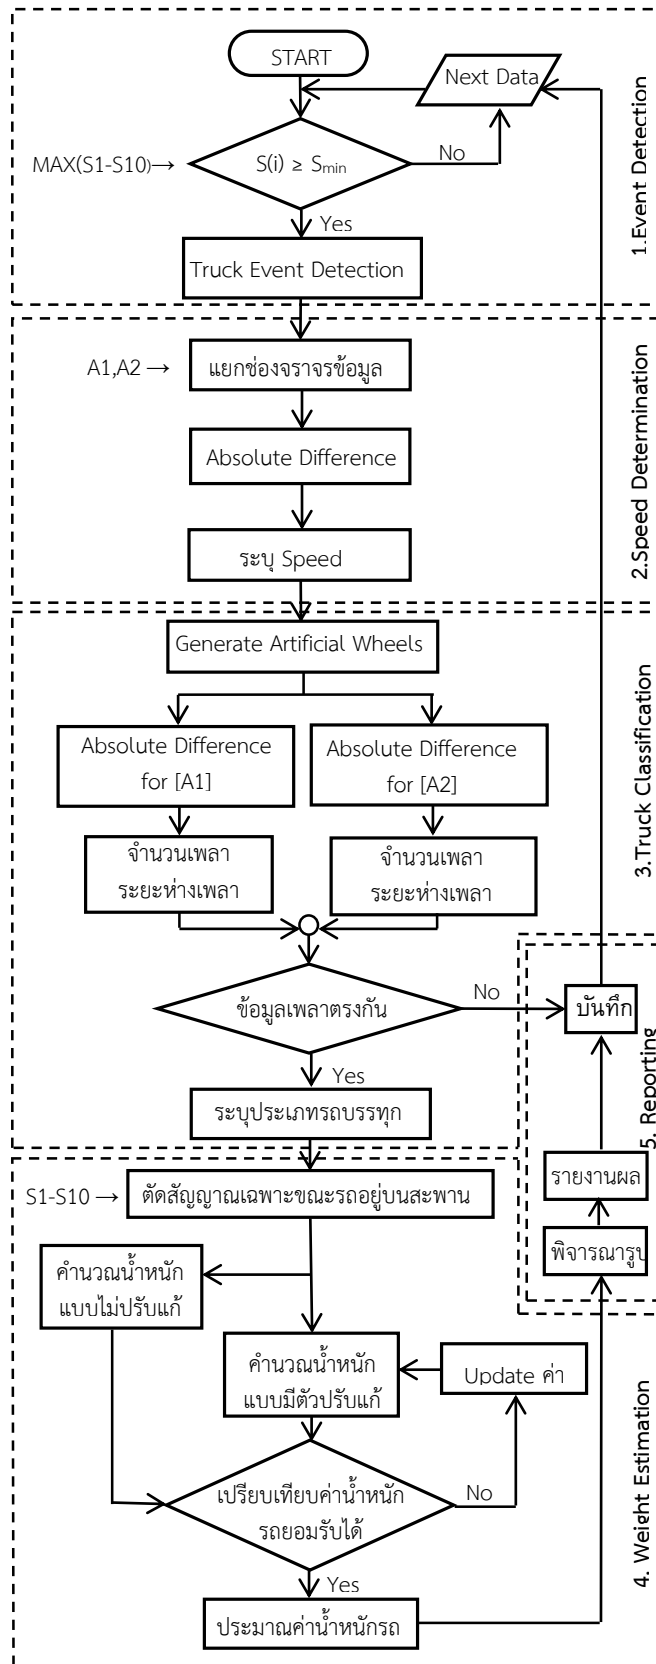 START
Next Data
MAX(S1-S10)→
S(i) ≥ Smin
No
Yes
Truck Event Detection
1.Event Detection
A1,A2 →
แยกช่องจราจรข้อมูล
Absolute Difference
ระบุ Speed
2.Speed Determination
Generate Artificial Wheels
Absolute Difference
for [A1]
Absolute Difference
for [A2]
จำนวนเพลา
ระยะห่างเพลา
จำนวนเพลา
ระยะห่างเพลา
3.Truck Classification
ข้อมูลเพลาตรงกัน
No
บันทึก
Yes
ระบุประเภทรถบรรทุก
5. Reporting
รายงานผล
S1-S10 →
ตัดสัญญาณเฉพาะขณะรถอยู่บนสะพาน
พิจารณารูป
คำนวณน้ำหนัก
แบบไม่ปรับแก้
คำนวณน้ำหนัก
แบบมีตัวปรับแก้
Update ค่า
เปรียบเทียบค่าน้ำหนัก
รถยอมรับได้
No
Yes
ประมาณค่าน้ำหนักรถ
4. Weight Estimation